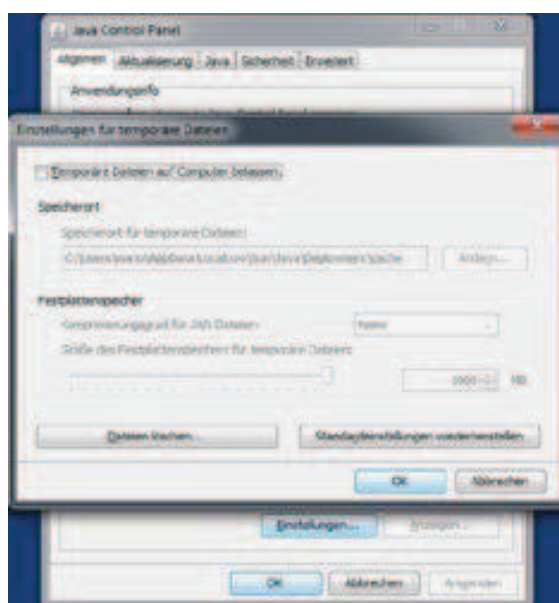 Java Control Panel
Allgemein Aktualisierung Java Sicherheit Erweitert
Anwendungsinfo
Einstellungen für temporäre Dateien
Temporäre Dateien auf Computer belassen.
Speicherort
Speicherort für temporäre Dateien:
Ändern...
Festplattenspeicher
Komprimierungsgrad für JAR-Dateien:
Größe des Festplattenspeichers für temporäre Dateien:
MB
Dateien löschen... Standardeinstellungen wiederherstellen
OK Abbrechen
Einstellungen... Anzeigen...
OK Abbrechen Anwenden